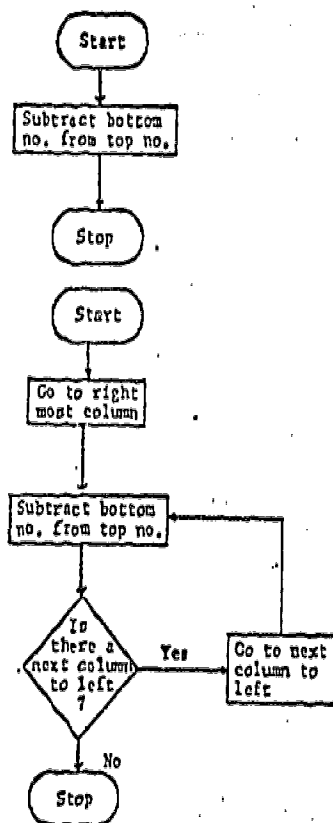 Start
Subtract bottom
no. from top no.
Stop
Start
Go to right
most column
Subtract bottom
no. from top no.
Is
there a
next column
to left
?
Yes
Go to next
column to
left
No
Stop